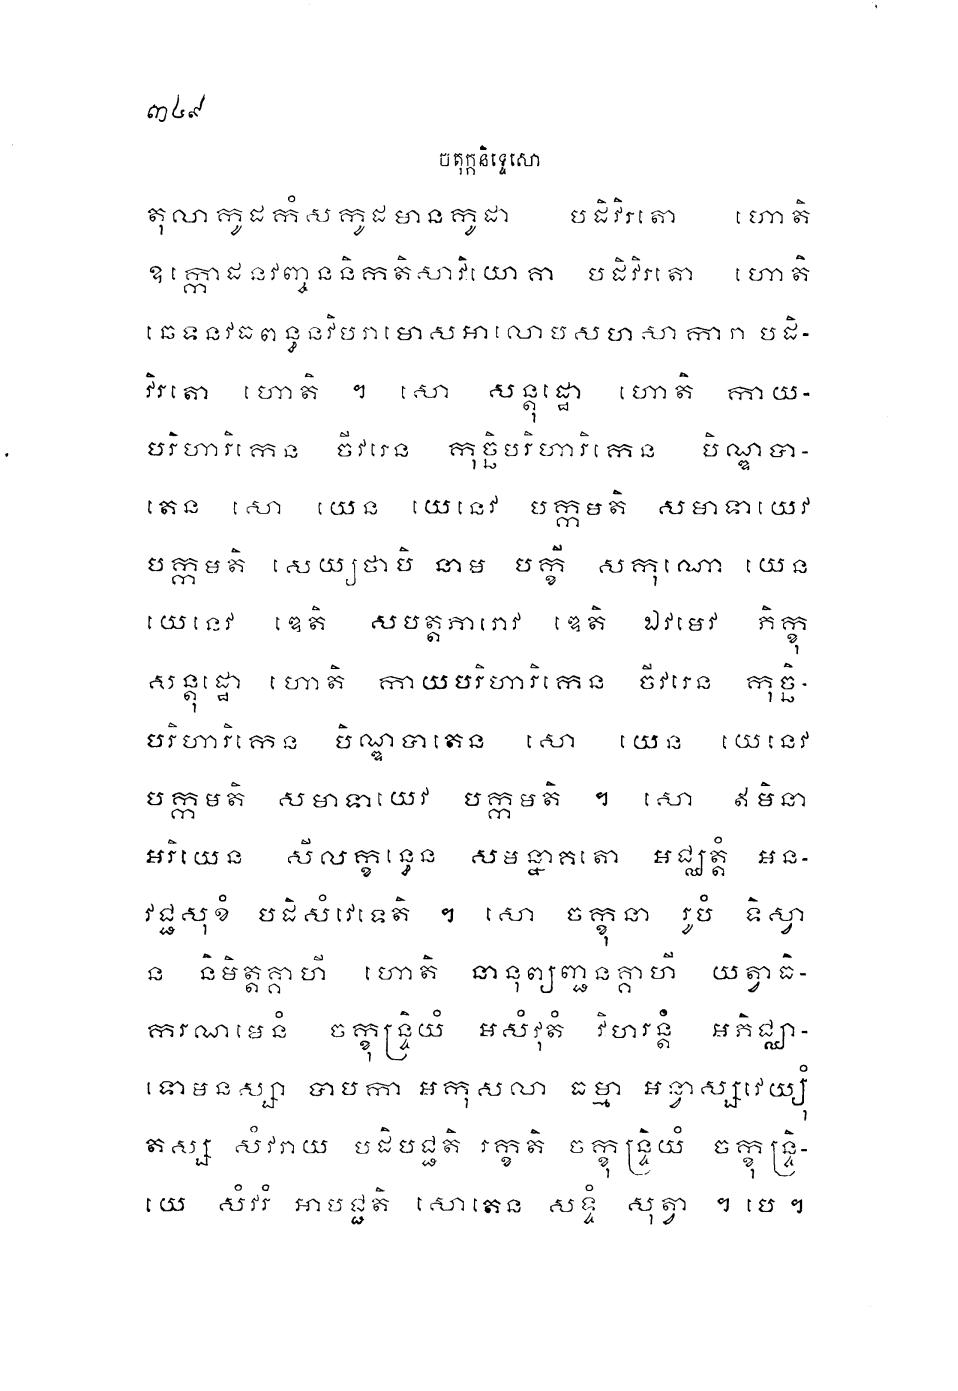 ៣៤៩
ចតុក្កនិទ្ទេសោ
តុលាកូដកំសកូដមានកូដា បដិវិរតោ ហោតិ
ឧក្កោដនវញ្ចននិកតិសាវិយោគា បដិវិរតោ ហោតិ
ឆេទនវធពន្ធនវិបរាមោសអាលោបសហសាការា បដិ-
វិរតោ ហោតិ ។ សោ សន្តុដ្ឋោ ហោតិ កាយ-
បរិហារិកេន ចីវរេន កុច្ឆិបរិហារិកេន បិណ្ឌបា-
តេន សោ យេន យេនេវ បក្កមតិ សមាទាយេវ
បក្កមតិ សេយ្យថាបិ នាម បក្ខី សកុណោ យេន
យេនេវ ឌេតិ សបត្តភារោវ ឌេតិ ឯវមេវ ភិក្ខុ
សន្តុដ្ឋោ ហោតិ កាយបរិហារិកេន ចីវរេន កុច្ឆិ-
បរិហារិកេន បិណ្ឌបាតេន សោ យេន យេនេវ
បក្កមតិ សមាទាយេវ បក្កមតិ ។ សោ ឥមិនា
អរិយេន សីលក្ខន្ធេន សមន្នាគតោ អជ្ឈត្តំ អន-
វជ្ជសុខំ បដិសំវេទេតិ ។ សោ ចក្ខុនា រូបំ ទិស្វា
ន និមិត្តគ្គាហី ហោតិ នានុព្យញ្ជនគ្គាហី យត្វាធិ-
ករណមេនំ ចក្ខុន្ទ្រិយំ អសំវុតំ វិហរន្តំ អភិជ្ឈា-
ទោមនស្សា បាបកា អកុសលា ធម្មា អន្វាស្សវេយ្យុំ
តស្ស សំវរាយ បដិបជ្ជតិ រក្ខតិ ចក្ខុន្ទ្រិយំ ចក្ខុន្ទ្រិ-
យេ សំវរំ អាបជ្ជតិ សោតេន សទ្ទំ សុត្វា ។ បេ ។